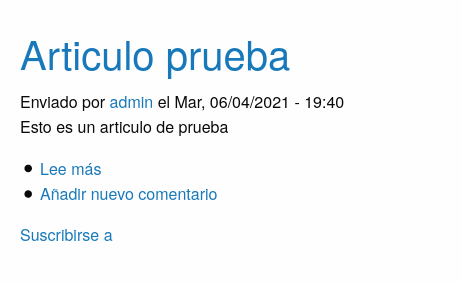 Articulo prueba
Enviado por admin el Mar, 06/04/2021 - 19:40
Esto es un articulo de prueba
Lee más
Añadir nuevo comentario
Suscribirse a